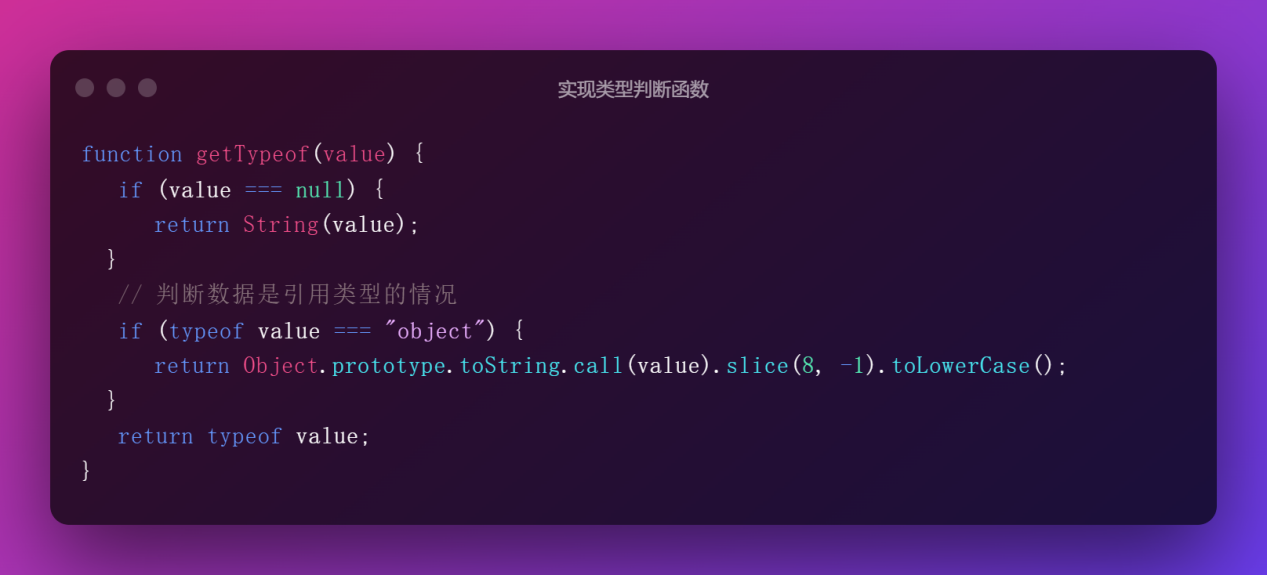 实现类型判断函数
function getTypeof(value) {
   if (value === null) {
      return String(value);
  }
   // 判断数据是引用类型的情况
   if (typeof value === "object") {
      return Object.prototype.toString.call(value).slice(8, -1).toLowerCase();
  }
   return typeof value;
}